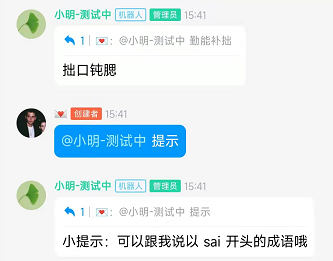 小明-测试中 机器人 管理员 15:41
1 | 💌: @小明-测试中 勤能补拙
拙口钝腮
💌 创建者 15:41
@小明-测试中 提示
小明-测试中 机器人 管理员 15:41
1 | 💌: @小明-测试中 提示
小提示：可以跟我说以 sai 开头的成语哦